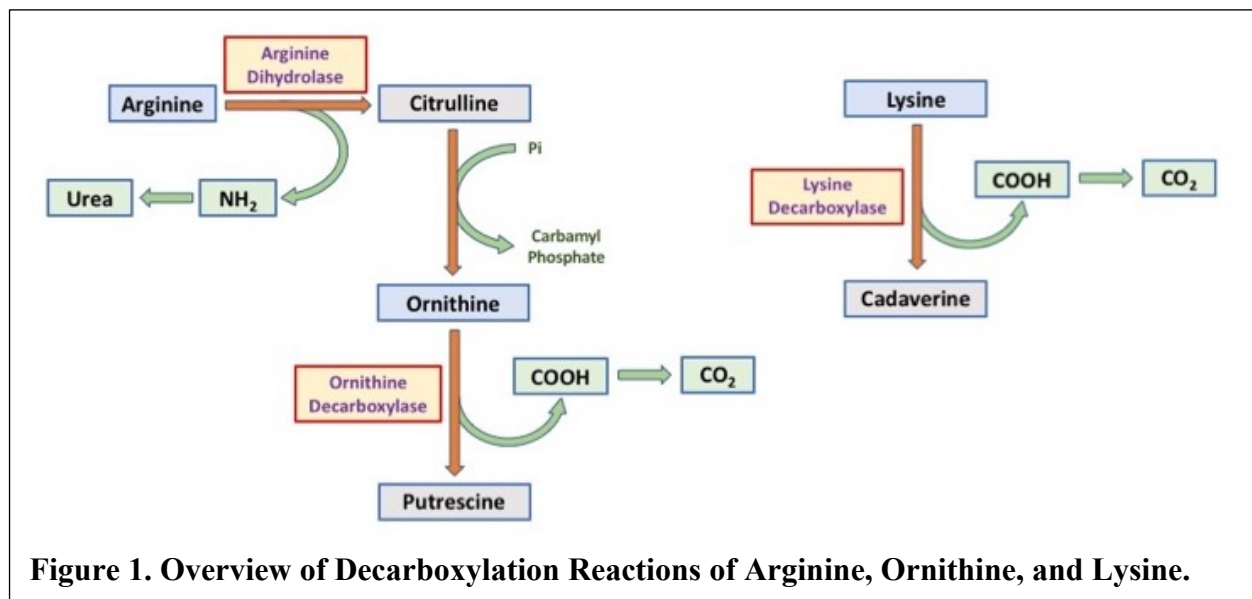 Arginine
Dihydrolase
Arginine
Citrulline
Pi
Urea
NH₂
Carbamyl
Phosphate
Ornithine
Ornithine
Decarboxylase
COOH
CO₂
Putrescine
Lysine
Lysine
Decarboxylase
COOH
CO₂
Cadaverine
Figure 1. Overview of Decarboxylation Reactions of Arginine, Ornithine, and Lysine.